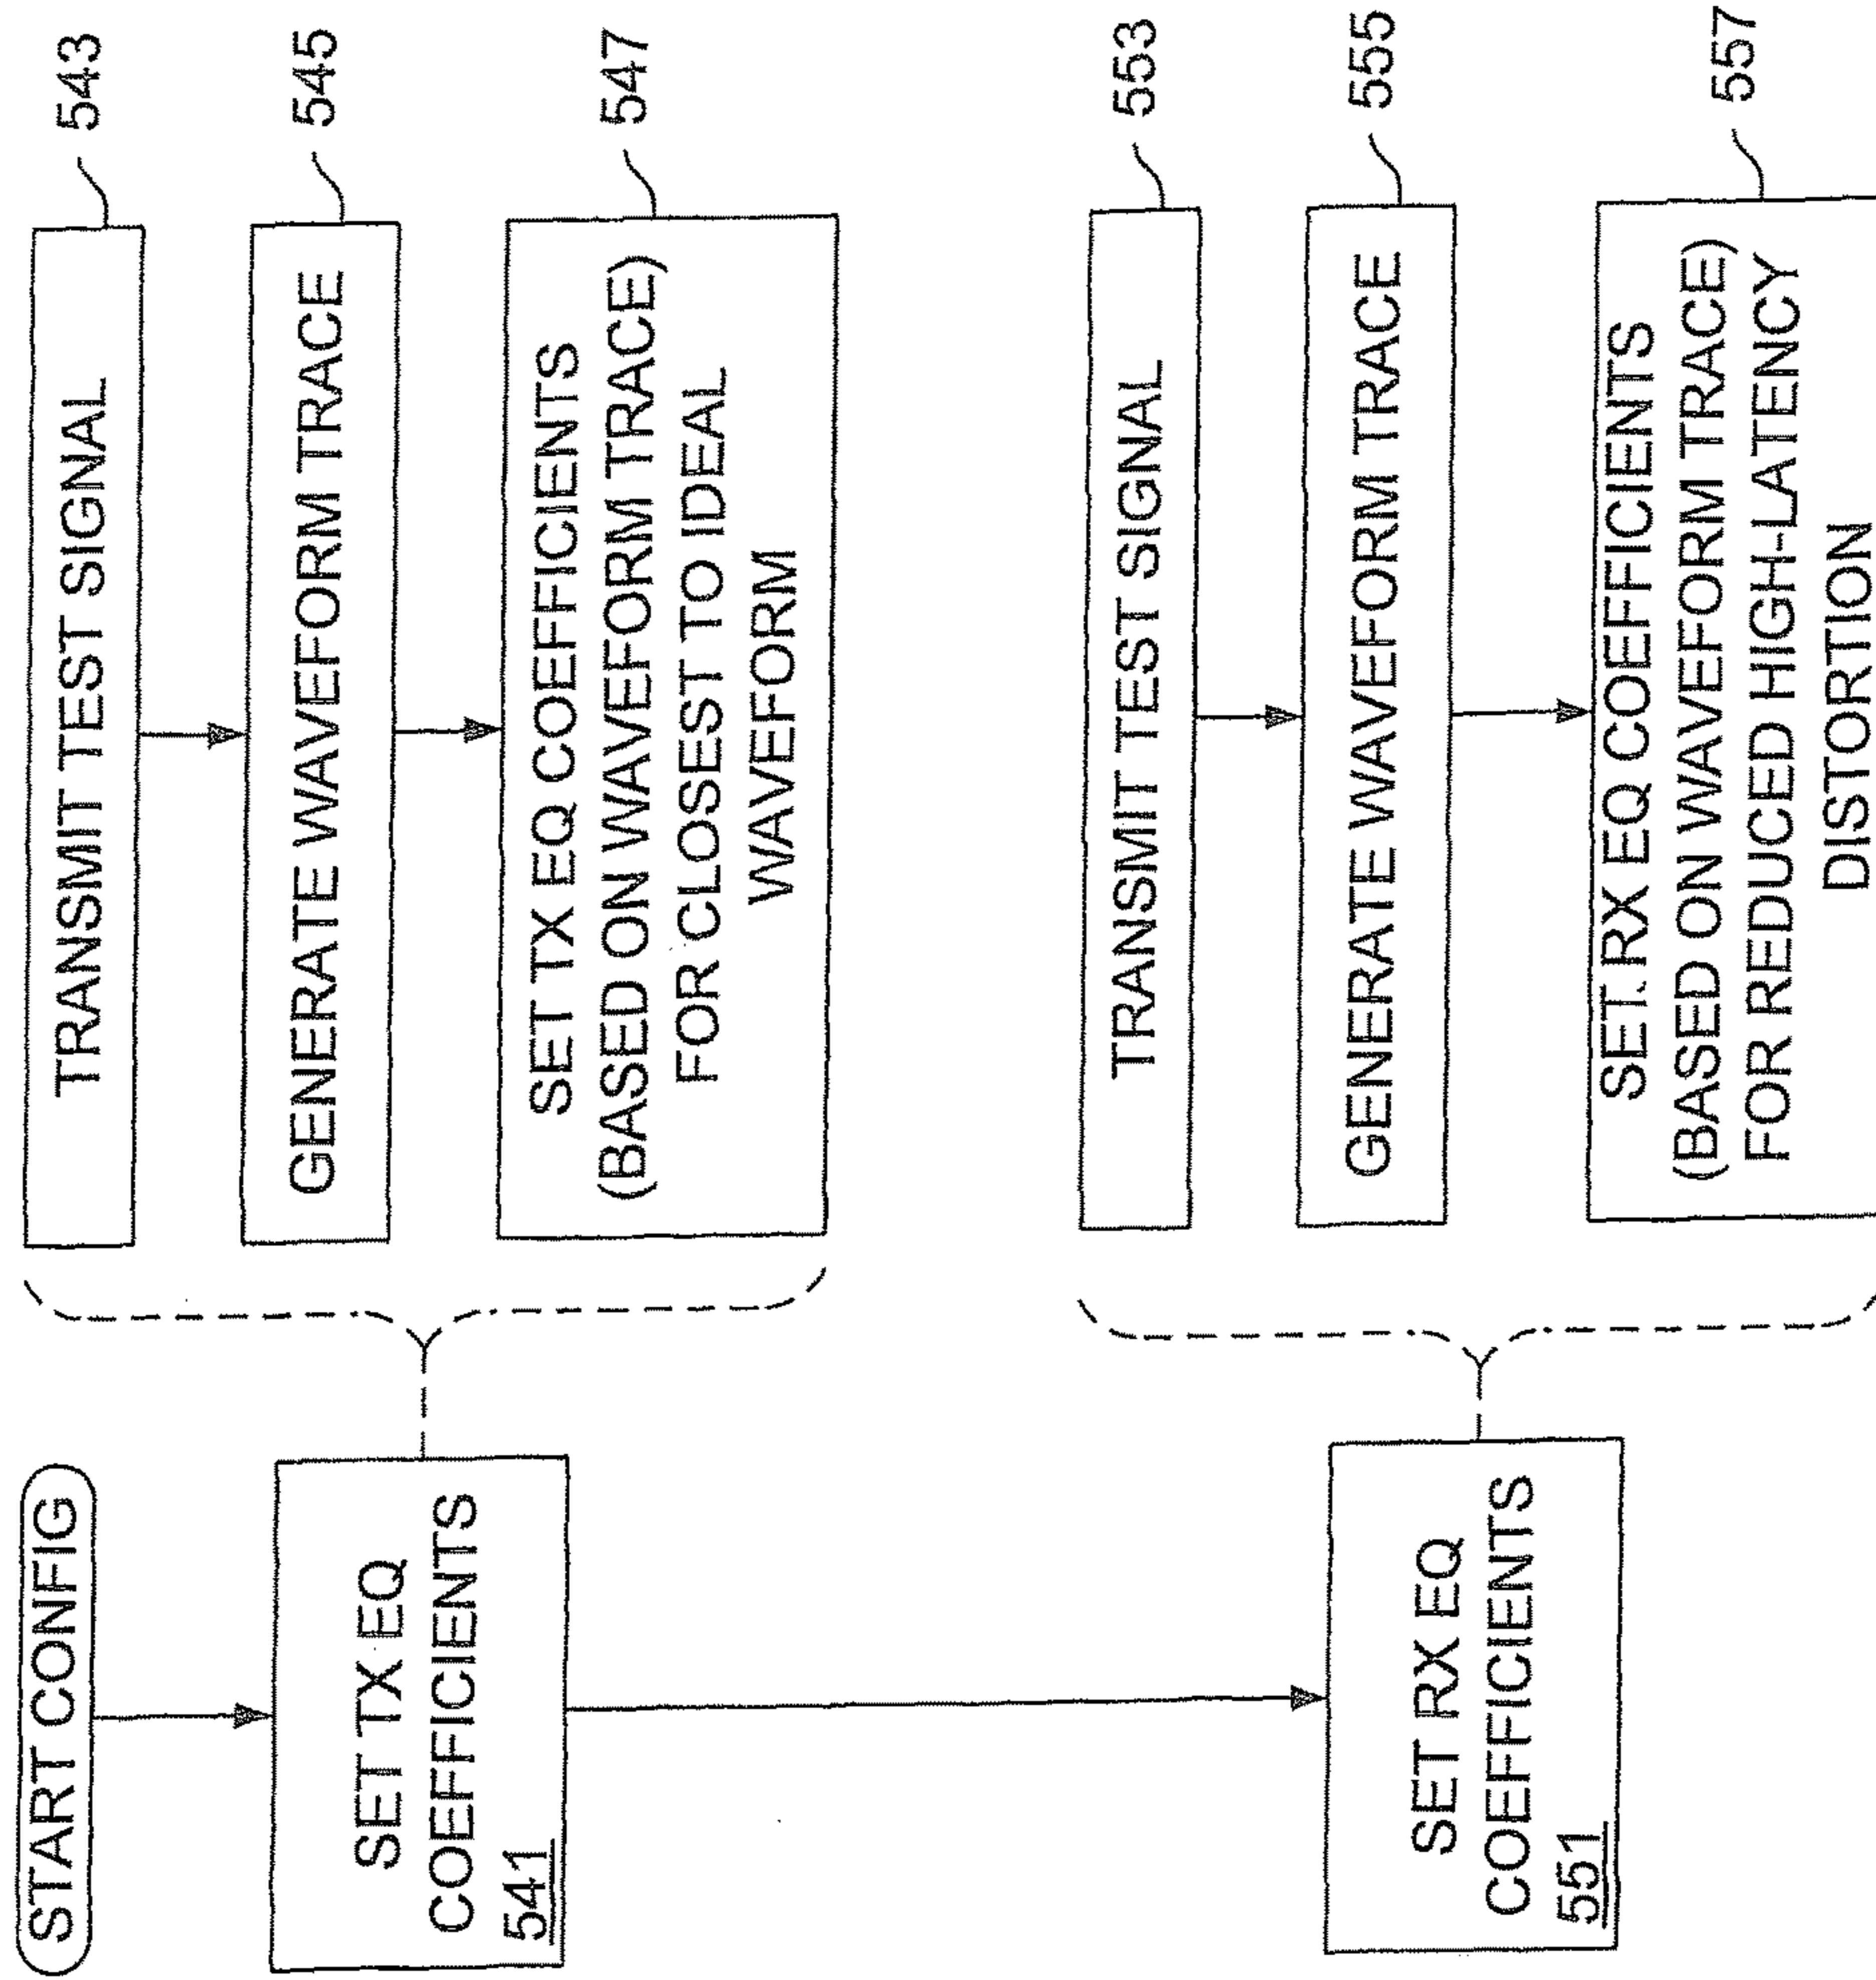 START CONFIG
SET TX EQ
COEFFICIENTS
541
TRANSMIT TEST SIGNAL
543
GENERATE WAVEFORM TRACE
545
SET TX EQ COEFFICIENTS
(BASED ON WAVEFORM TRACE)
FOR CLOSEST TO IDEAL
WAVEFORM
547
SET RX EQ
COEFFICIENTS
551
TRANSMIT TEST SIGNAL
553
GENERATE WAVEFORM TRACE
555
SET RX EQ COEFFICIENTS
(BASED ON WAVEFORM TRACE)
FOR REDUCED HIGH-LATENCY
DISTORTION
557